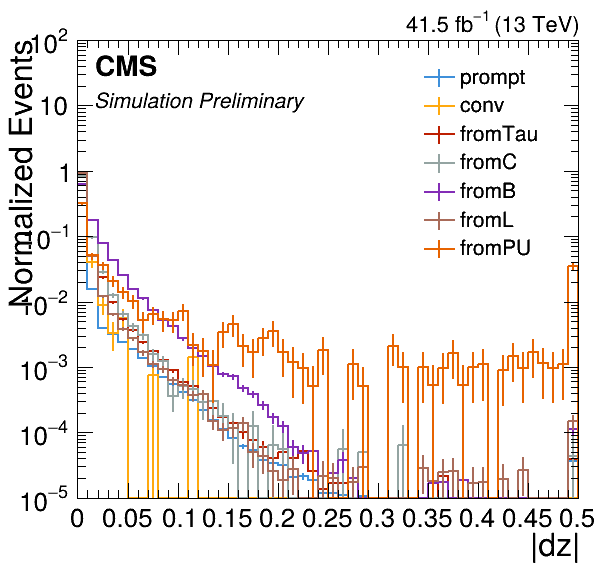 41.5 fb⁻¹ (13 TeV)
CMS
Simulation Preliminary
prompt
conv
fromTau
fromC
fromB
fromL
fromPU
Normalized Events
10²
10
1
10⁻¹
10⁻²
10⁻³
10⁻⁴
10⁻⁵
0 0.05 0.1 0.15 0.2 0.25 0.3 0.35 0.4 0.45 0.5
|dz|